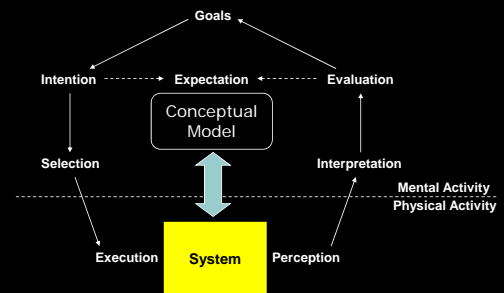 Goals
Intention
Expectation
Evaluation
Conceptual
Model
Selection
Interpretation
Mental Activity
Physical Activity
Execution
System
Perception